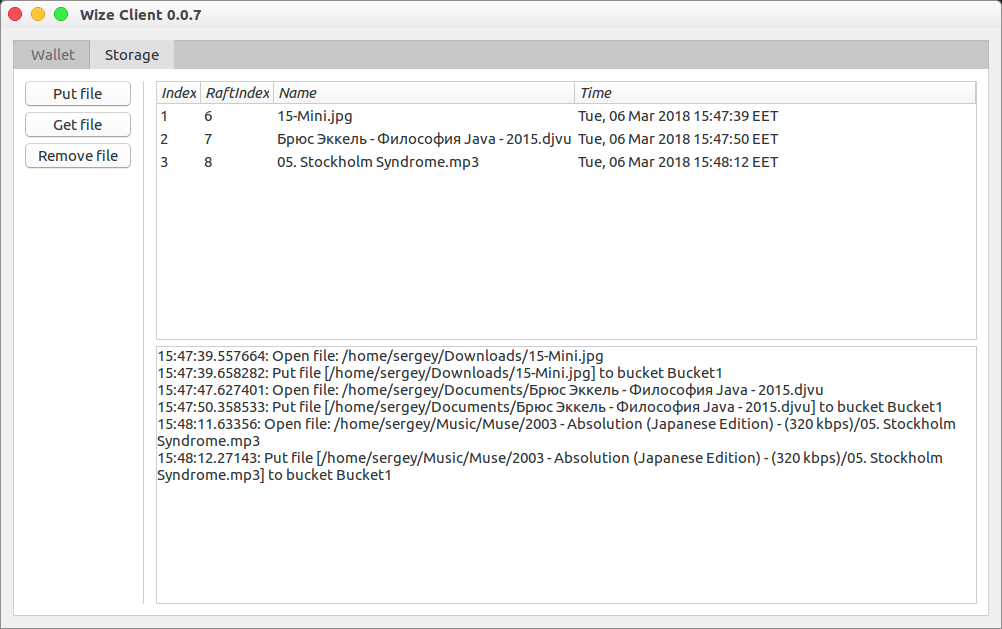 Wize Client 0.0.7
Wallet Storage
Put file
Get file
Remove file
Index RaftIndex Name Time
1 6 15-Mini.jpg Tue, 06 Mar 2018 15:47:39 EET
2 7 Брюс Эккель - Философия Java - 2015.djvu Tue, 06 Mar 2018 15:47:50 EET
3 8 05. Stockholm Syndrome.mp3 Tue, 06 Mar 2018 15:48:12 EET
15:47:39.557664: Open file: /home/sergey/Downloads/15-Mini.jpg
15:47:39.658282: Put file [/home/sergey/Downloads/15-Mini.jpg] to bucket Bucket1
15:47:47.627401: Open file: /home/sergey/Documents/Брюс Эккель - Философия Java - 2015.djvu
15:47:50.358533: Put file [/home/sergey/Documents/Брюс Эккель - Философия Java - 2015.djvu] to bucket Bucket1
15:48:11.63356: Open file: /home/sergey/Music/Muse/2003 - Absolution (Japanese Edition) - (320 kbps)/05. Stockholm
Syndrome.mp3
15:48:12.27143: Put file [/home/sergey/Music/Muse/2003 - Absolution (Japanese Edition) - (320 kbps)/05. Stockholm
Syndrome.mp3] to bucket Bucket1